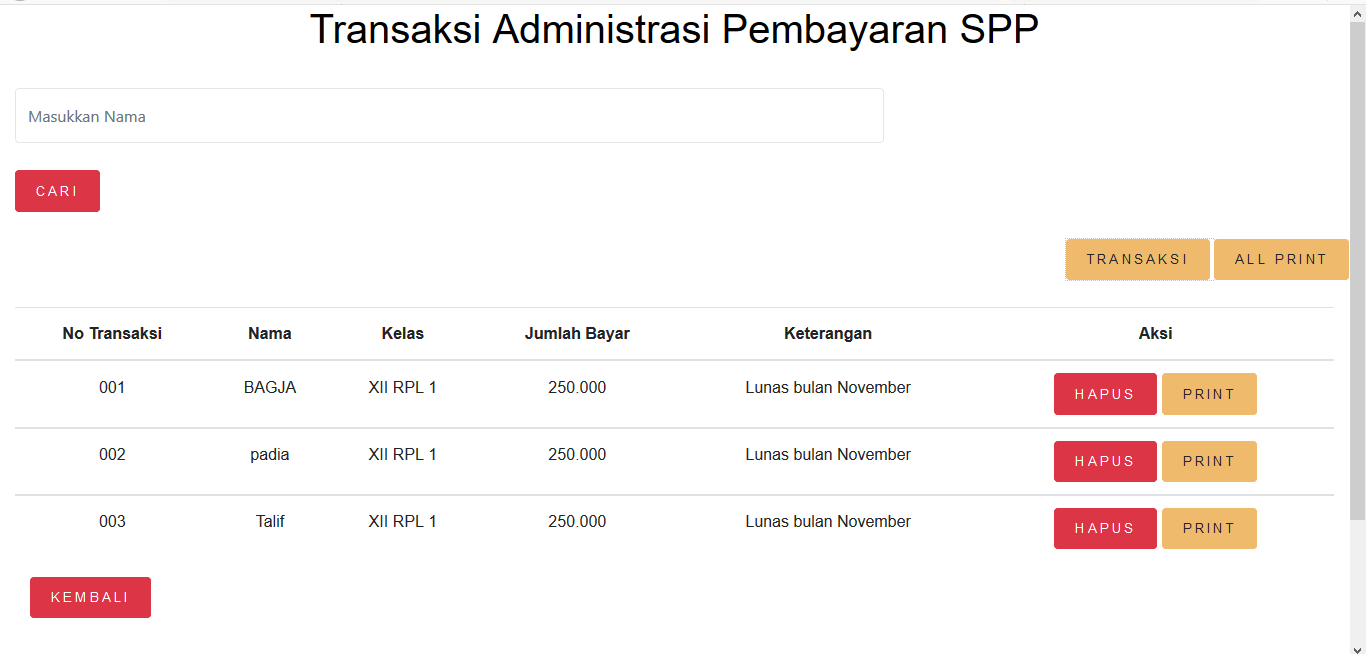 Transaksi Administrasi Pembayaran SPP
Masukkan Nama
CARI
TRANSAKSI ALL PRINT
No Transaksi Nama Kelas Jumlah Bayar Keterangan Aksi
001 BAGJA XII RPL 1 250.000 Lunas bulan November HAPUS PRINT
002 padia XII RPL 1 250.000 Lunas bulan November HAPUS PRINT
003 Talif XII RPL 1 250.000 Lunas bulan November HAPUS PRINT
KEMBALI